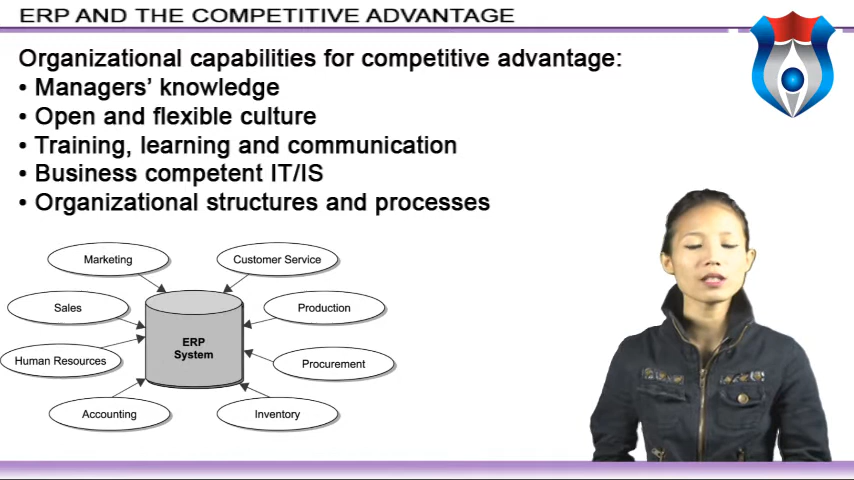 ERP AND THE COMPETITIVE ADVANTAGE
Organizational capabilities for competitive advantage:
• Managers’ knowledge
• Open and flexible culture
• Training, learning and communication
• Business competent IT/IS
• Organizational structures and processes
Marketing
Customer Service
Sales
Production
ERP
System
Human Resources
Procurement
Accounting
Inventory